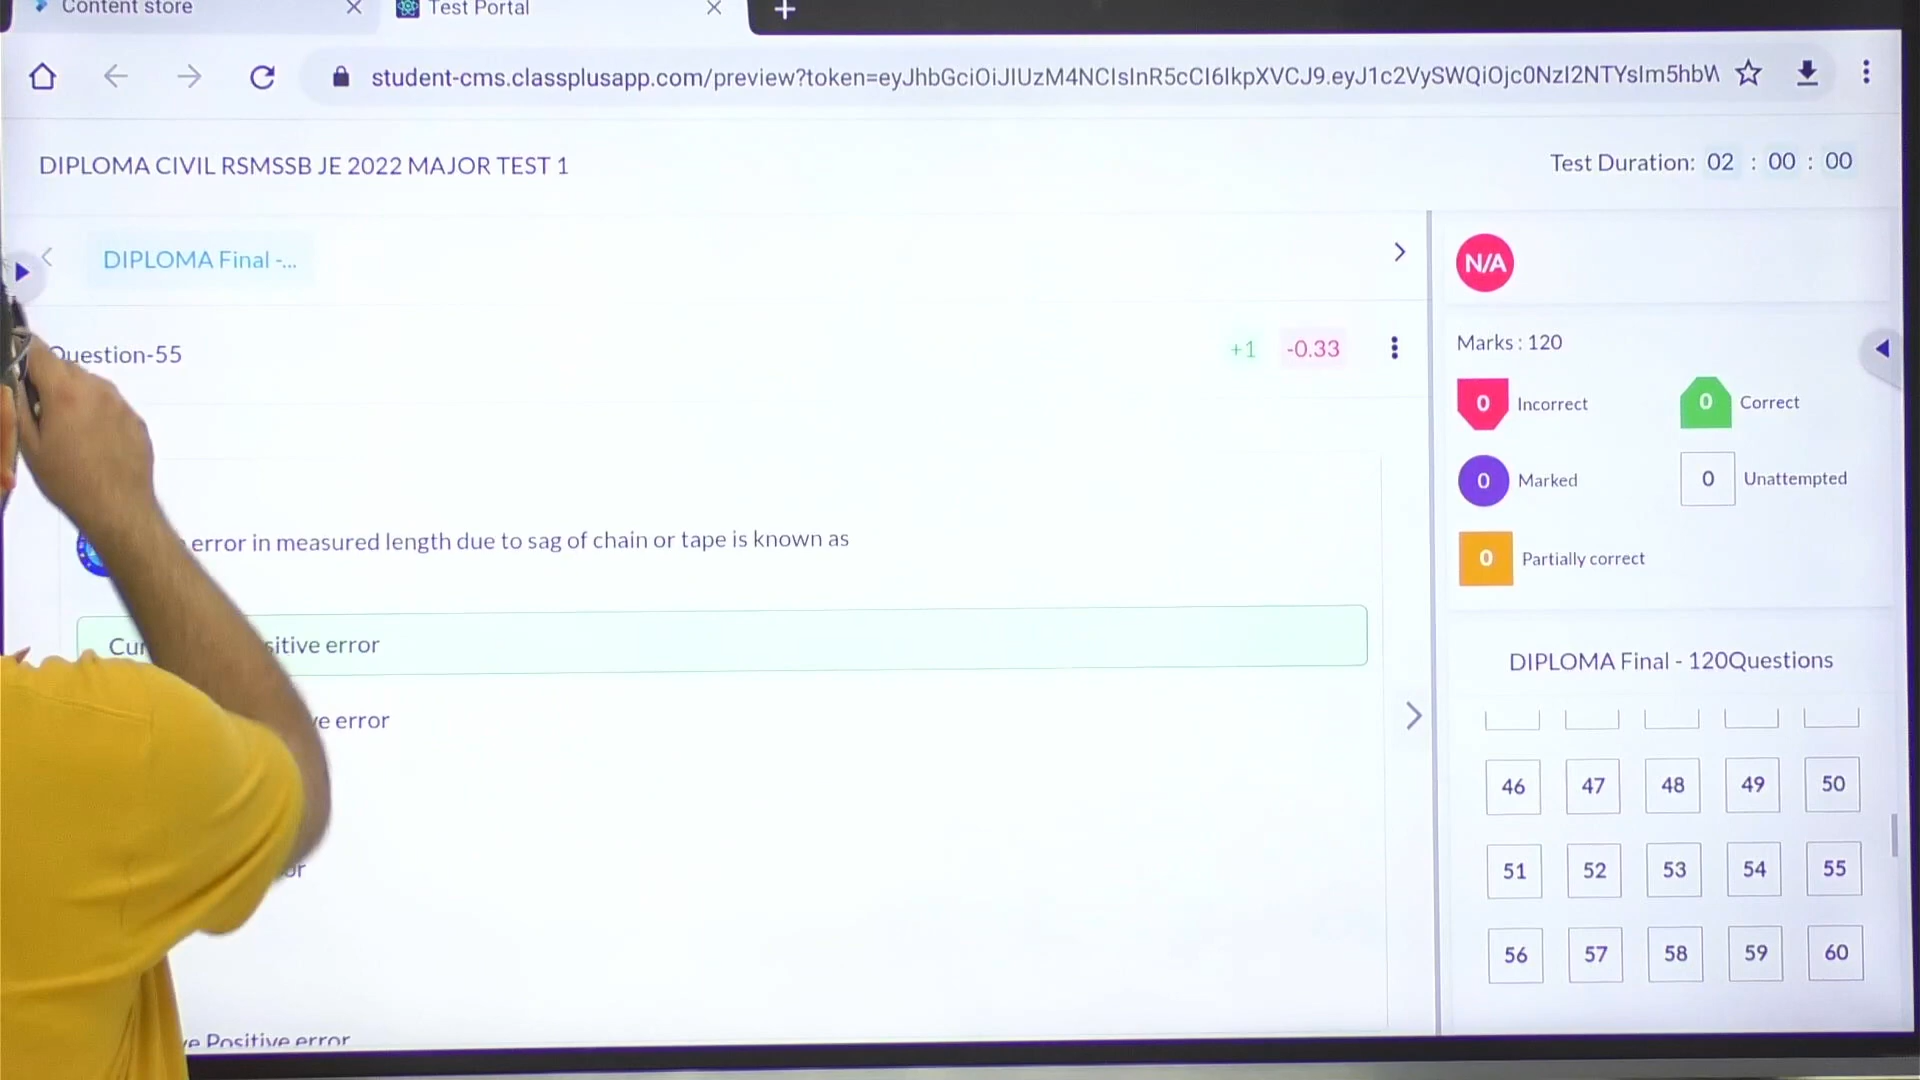 Content store
Test Portal
student-cms.classplusapp.com/preview?token=eyJhbGciOiJIUzM4NCIsInR5cCI6IkpXVCJ9.eyJ1c2VySWQiOjc0NzI2NTYsIm5hbW
DIPLOMA CIVIL RSMSSB JE 2022 MAJOR TEST 1
Test Duration: 02 : 00 : 00
DIPLOMA Final -...
N/A
Question-55
+1 -0.33
Marks : 120
0 Incorrect
0 Correct
0 Marked
0 Unattempted
0 Partially correct
error in measured length due to sag of chain or tape is known as
error
error
Positive error
DIPLOMA Final - 120Questions
46 47 48 49 50
51 52 53 54 55
56 57 58 59 60